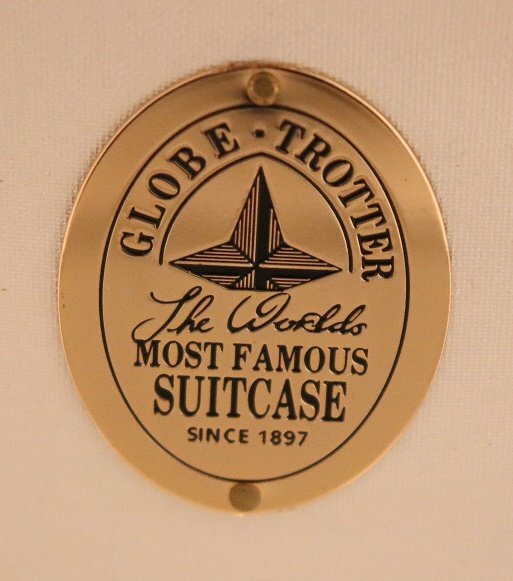 GLOBE · TROTTER
The Worlds
MOST FAMOUS
SUITCASE
SINCE 1897